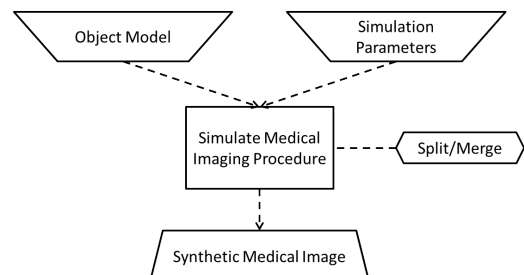 Object Model
Simulation
Parameters
Simulate Medical
Imaging Procedure
Split/Merge
Synthetic Medical Image